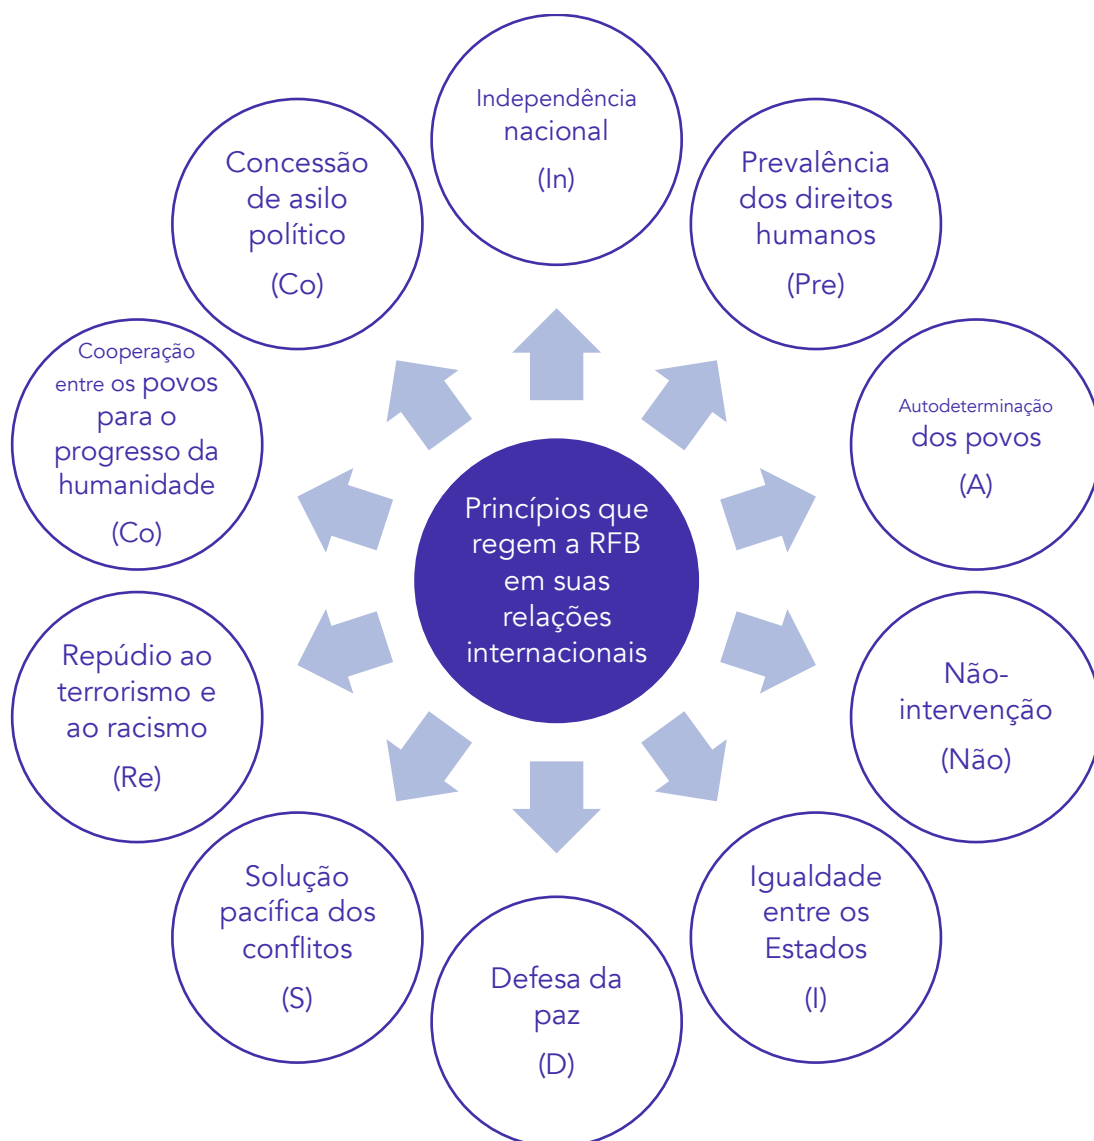 Independência
nacional
(In)
Prevalência
dos direitos
humanos
(Pre)
Autodeterminação
dos povos
(A)
Não-
intervenção
(Não)
Igualdade
entre os
Estados
(I)
Defesa da
paz
(D)
Solução
pacífica dos
conflitos
(S)
Repúdio ao
terrorismo e
ao racismo
(Re)
Cooperação
entre os povos
para o
progresso da
humanidade
(Co)
Concessão
de asilo
político
(Co)
Princípios que
regem a RFB
em suas
relações
internacionais